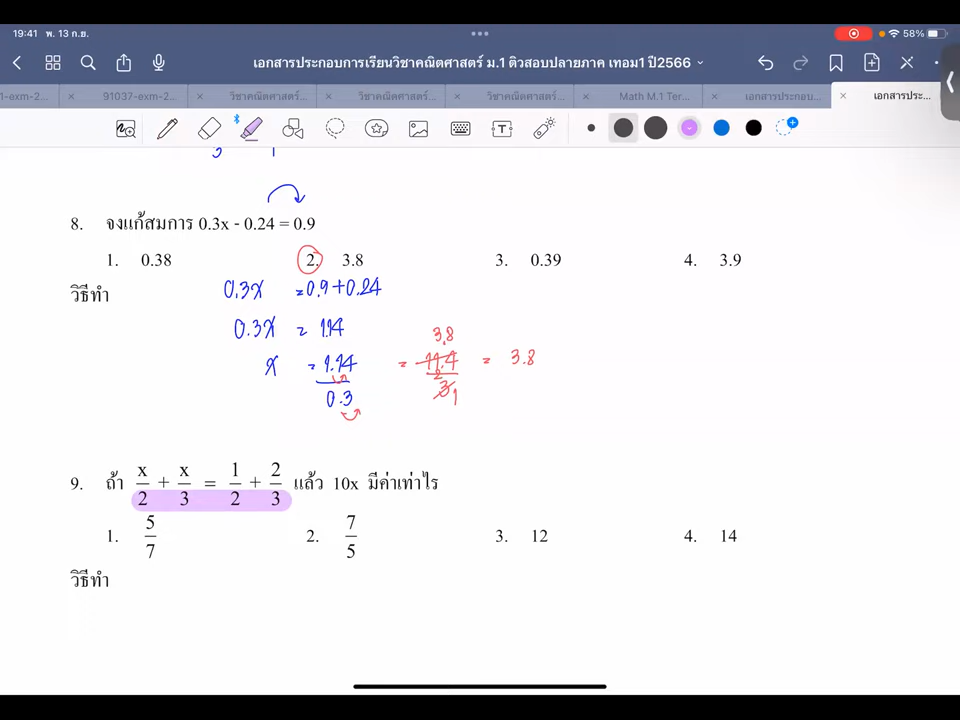 19:41 พ. 13 ก.ย. 58%
เอกสารประกอบการเรียนวิชาคณิตศาสตร์ ม.1 ติวสอบปลายภาค เทอม1 ปี2566
1-exm-2... 91037-exm-2... วิชาคณิตศาสตร์... วิชาคณิตศาสตร์... วิชาคณิตศาสตร์... Math M.1 Ter... เอกสารประกอบ... เอกสารประ...
8. จงแก้สมการ 0.3x - 0.24 = 0.9
1. 0.38 2. 3.8 3. 0.39 4. 3.9
วิธีทำ 0.3x = 0.9 + 0.24
0.3x = 1.14
x = 1.14/0.3 = 11.4/3 = 3.8
3.8
1
9. ถ้า x/2 + x/3 = 1/2 + 2/3 แล้ว 10x มีค่าเท่าไร
1. 5/7 2. 7/5 3. 12 4. 14
วิธีทำ